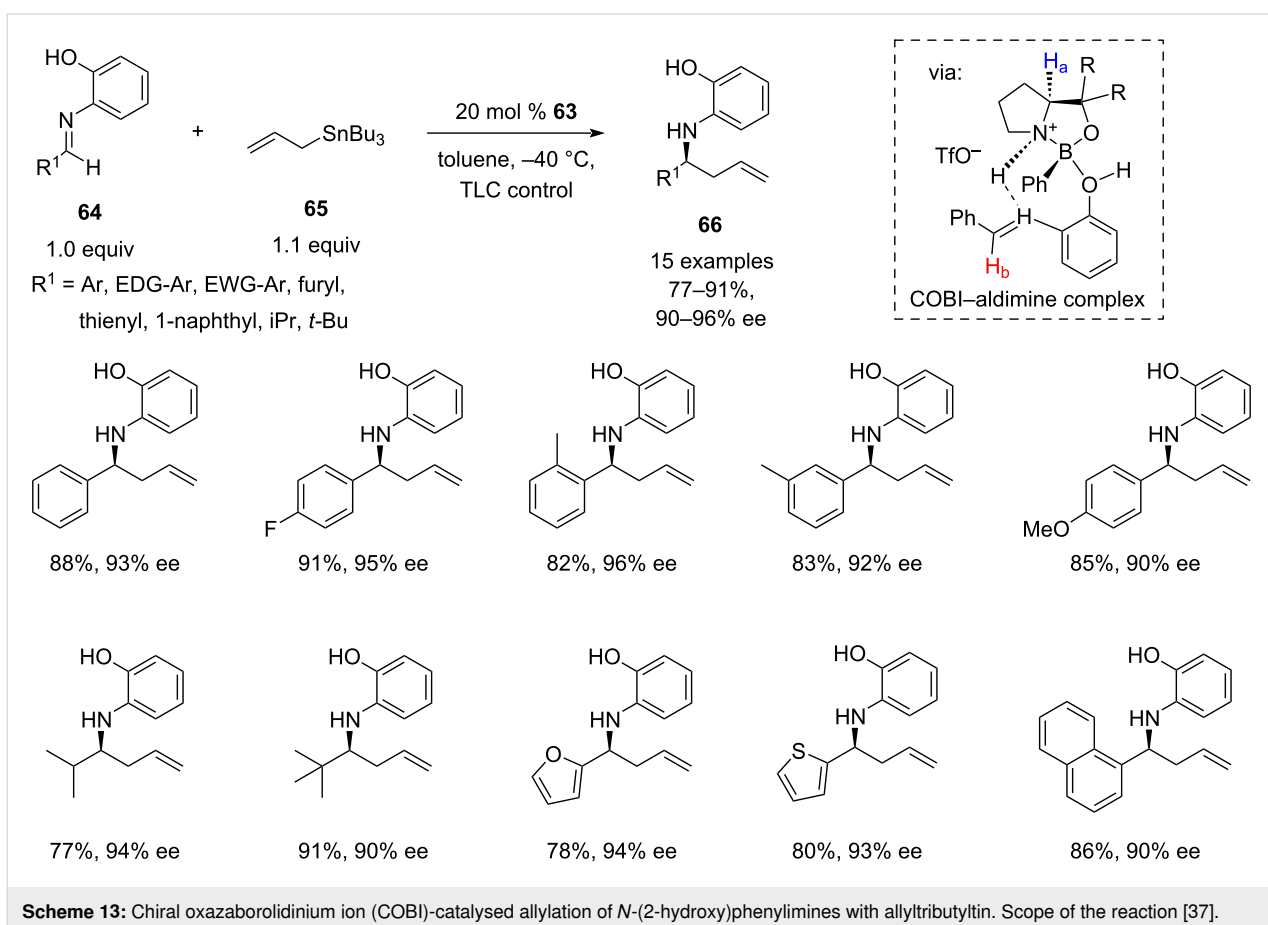 HO
N
R1
H
64
1.0 equiv
+
SnBu3
65
1.1 equiv
R1 = Ar, EDG-Ar, EWG-Ar, furyl,
thienyl, 1-naphthyl, iPr, t-Bu
20 mol % 63
toluene, –40 °C,
TLC control
HO
HN
R1
66
15 examples
77–91%,
90–96% ee
via:
Ha
R
R
N+
O
B
TfO–
H
Ph
O
H
Ph
H
Hb
COBI–aldimine complex
HO
HN
88%, 93% ee
HO
HN
F
91%, 95% ee
HO
HN
82%, 96% ee
HO
HN
83%, 92% ee
HO
HN
MeO
85%, 90% ee
HO
HN
77%, 94% ee
HO
HN
91%, 90% ee
HO
HN
O
78%, 94% ee
HO
HN
S
80%, 93% ee
HO
HN
86%, 90% ee
Scheme 13: Chiral oxazaborolidinium ion (COBI)-catalysed allylation of N-(2-hydroxy)phenylimines with allyltributyltin. Scope of the reaction [37].